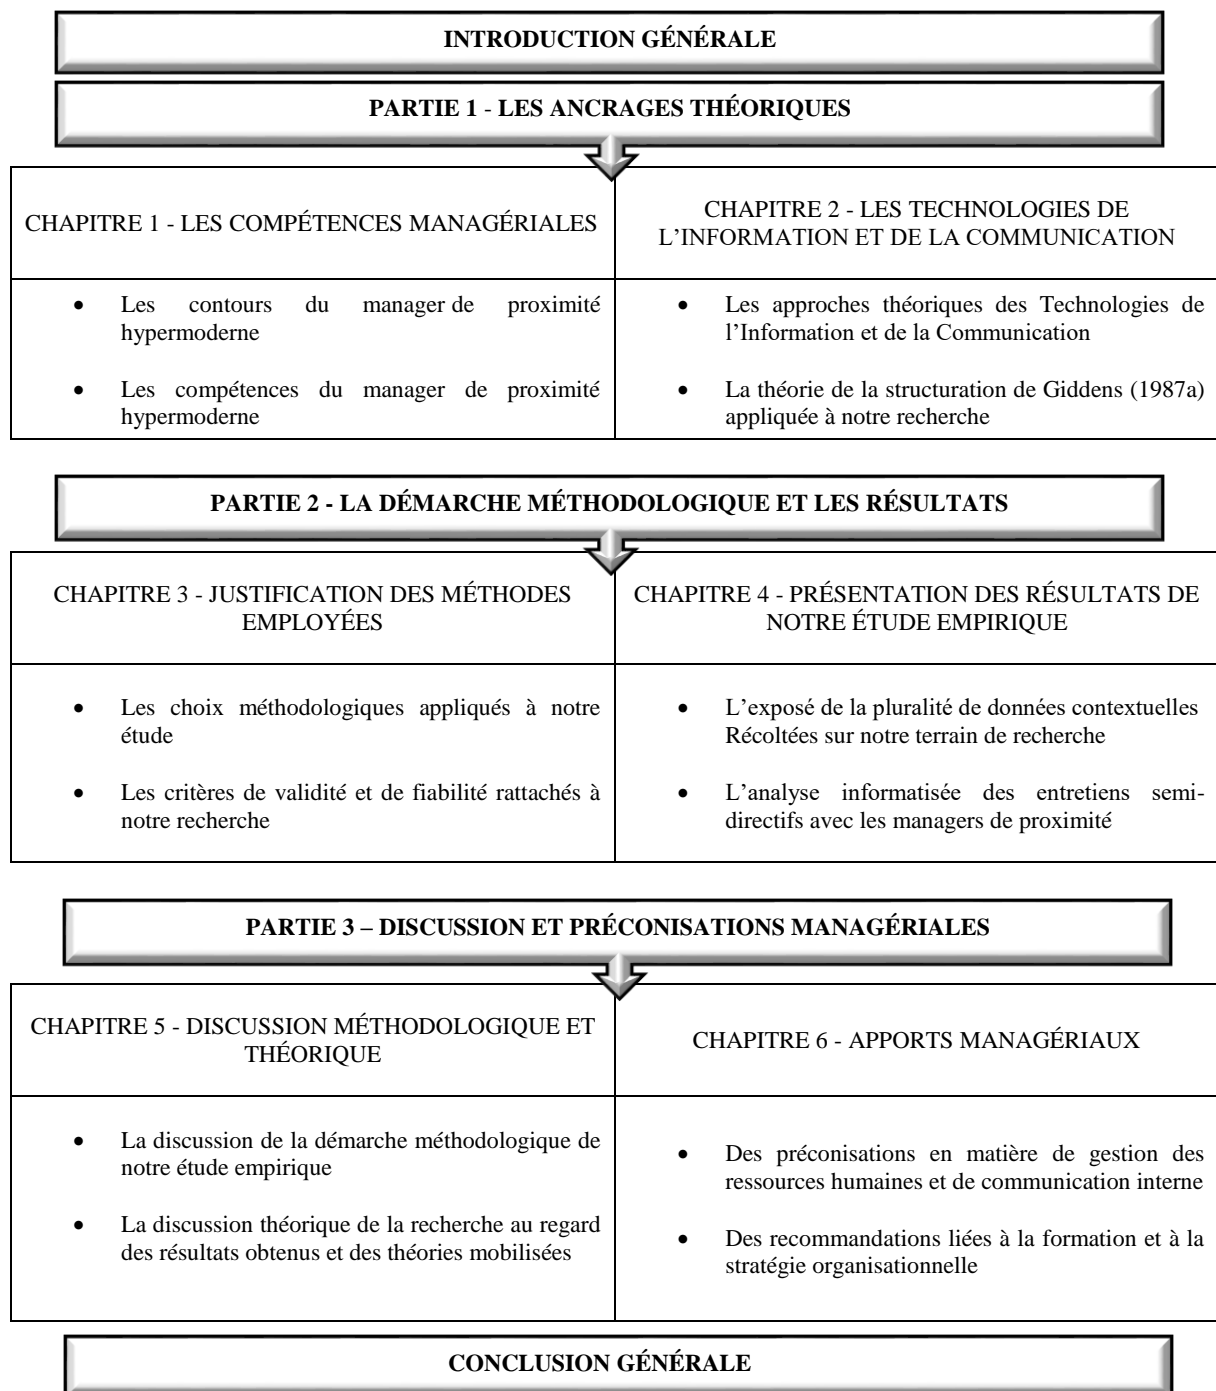 INTRODUCTION GÉNÉRALE
PARTIE 1 - LES ANCRAGES THÉORIQUES
CHAPITRE 1 - LES COMPÉTENCES MANAGÉRIALES
CHAPITRE 2 - LES TECHNOLOGIES DE
L’INFORMATION ET DE LA COMMUNICATION
• Les contours du manager de proximité
hypermoderne
• Les compétences du manager de proximité
hypermoderne
• Les approches théoriques des Technologies de
l’Information et de la Communication
• La théorie de la structuration de Giddens (1987a)
appliquée à notre recherche
PARTIE 2 - LA DÉMARCHE MÉTHODOLOGIQUE ET LES RÉSULTATS
CHAPITRE 3 - JUSTIFICATION DES MÉTHODES
EMPLOYÉES
CHAPITRE 4 - PRÉSENTATION DES RÉSULTATS DE
NOTRE ÉTUDE EMPIRIQUE
• Les choix méthodologiques appliqués à notre
étude
• Les critères de validité et de fiabilité rattachés à
notre recherche
• L’exposé de la pluralité de données contextuelles
Récoltées sur notre terrain de recherche
• L’analyse informatisée des entretiens semi-
directifs avec les managers de proximité
PARTIE 3 – DISCUSSION ET PRÉCONISATIONS MANAGÉRIALES
CHAPITRE 5 - DISCUSSION MÉTHODOLOGIQUE ET
THÉORIQUE
CHAPITRE 6 - APPORTS MANAGÉRIAUX
• La discussion de la démarche méthodologique de
notre étude empirique
• La discussion théorique de la recherche au regard
des résultats obtenus et des théories mobilisées
• Des préconisations en matière de gestion des
ressources humaines et de communication interne
• Des recommandations liées à la formation et à la
stratégie organisationnelle
CONCLUSION GÉNÉRALE